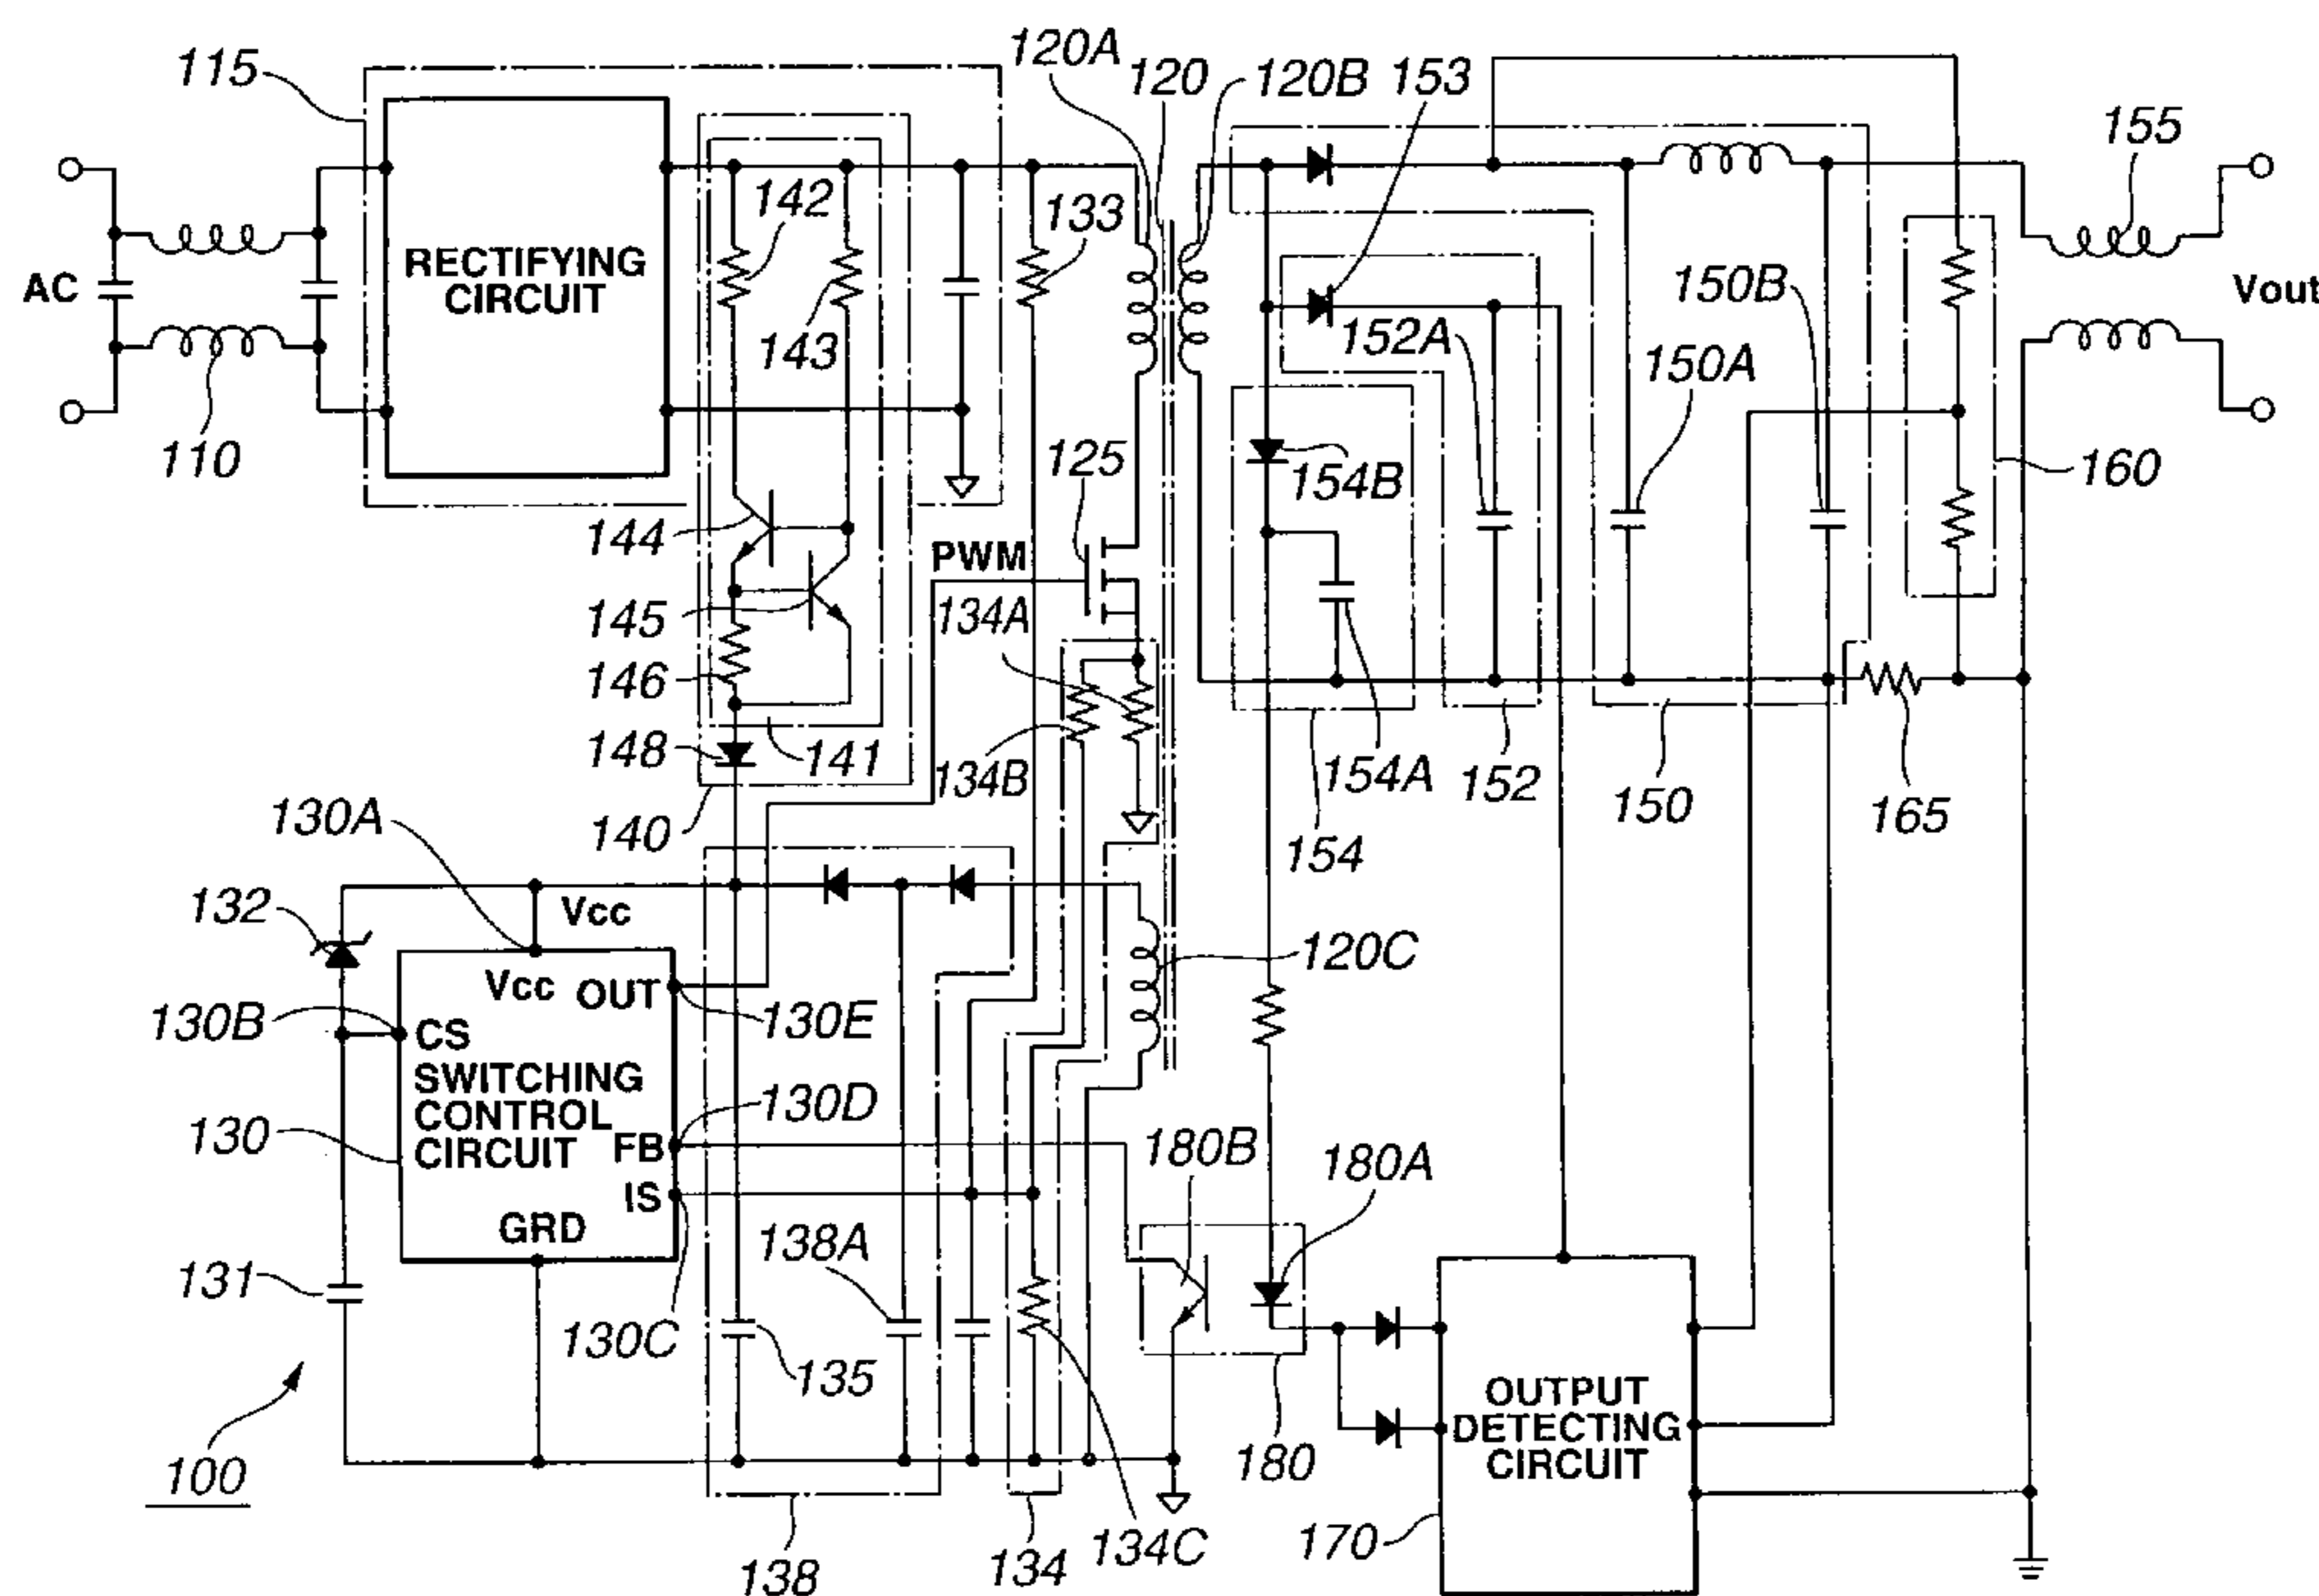 120A
115
120
120B
153
155
AC
RECTIFYING
CIRCUIT
142
133
143
150B
Vout
152A
150A
110
125
154B
160
144
PWM
134A
145
146
148
141
134B
154A
152
150
165
130A
140
154
132
Vcc
120C
Vcc
OUT
130B
130E
CS
SWITCHING
CONTROL
CIRCUIT
130D
130
FB
180B
180A
IS
GRD
138A
131
130C
135
OUTPUT
DETECTING
CIRCUIT
180
100
170
134C
138
134